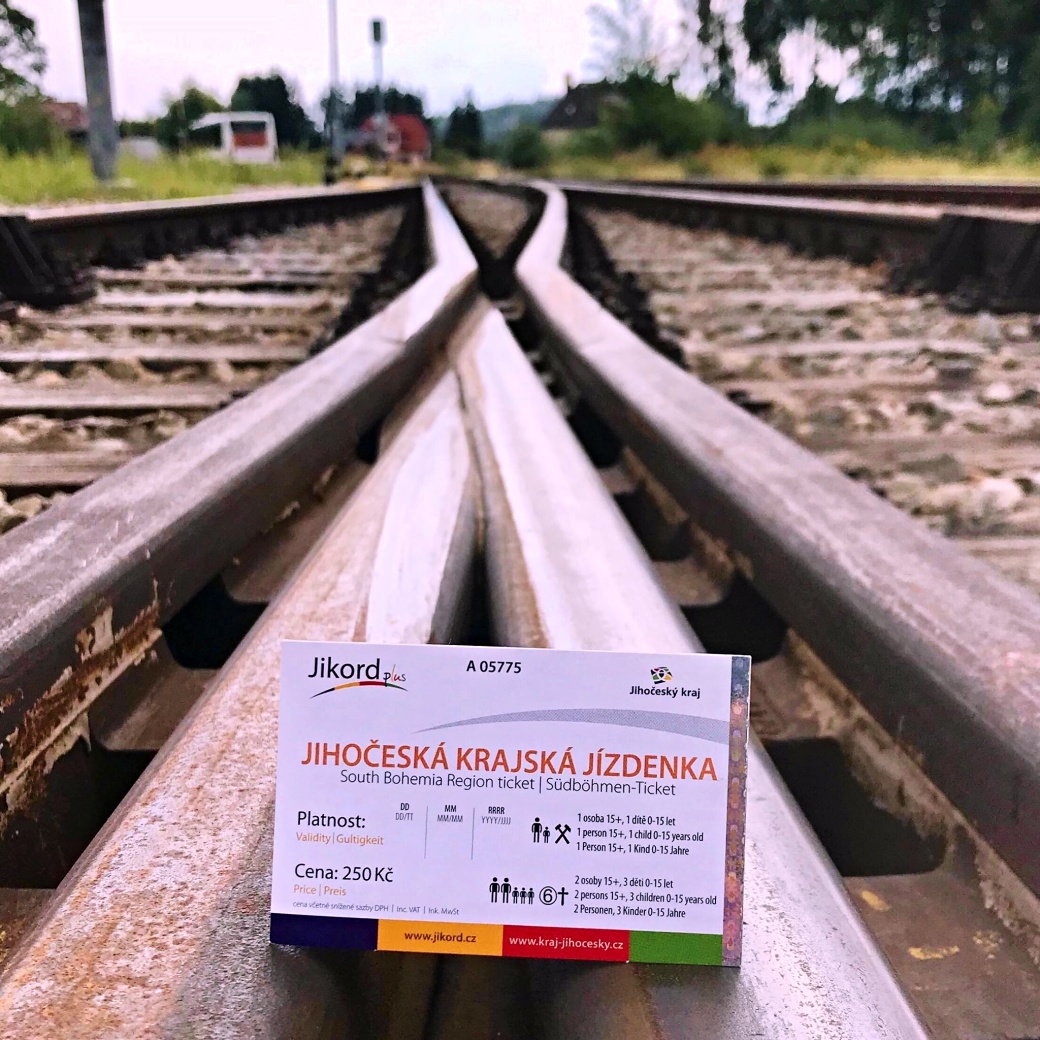 Jikord plus
A 05775
Jihočeský kraj
JIHOČESKÁ KRAJSKÁ JÍZDENKA
South Bohemia Region ticket | Südböhmen-Ticket
Platnost:
Validity | Gultigkeit
DD MM RRRR
DD/TT MM/MM YYYY/JJJJ
1 osoba 15+, 1 dítě 0-15 let
1 person 15+, 1 child 0-15 years old
1 Person 15+, 1 Kind 0-15 Jahre
Cena: 250 Kč
Price | Preis
cena včetně snížené sazby DPH | Inc. VAT | Ink. MwSt
⑥
2 osoby 15+, 3 děti 0-15 let
2 persons 15+, 3 children 0-15 years old
2 Personen, 3 Kinder 0-15 Jahre
www.jikord.cz
www.kraj-jihocesky.cz